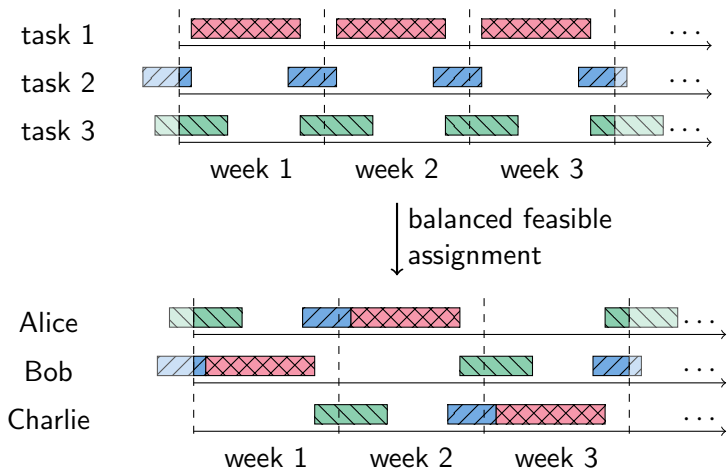 task 1
· · ·
task 2
· · ·
task 3
· · ·
week 1 week 2 week 3
balanced feasible
assignment
Alice
· · ·
Bob
· · ·
Charlie
· · ·
week 1 week 2 week 3